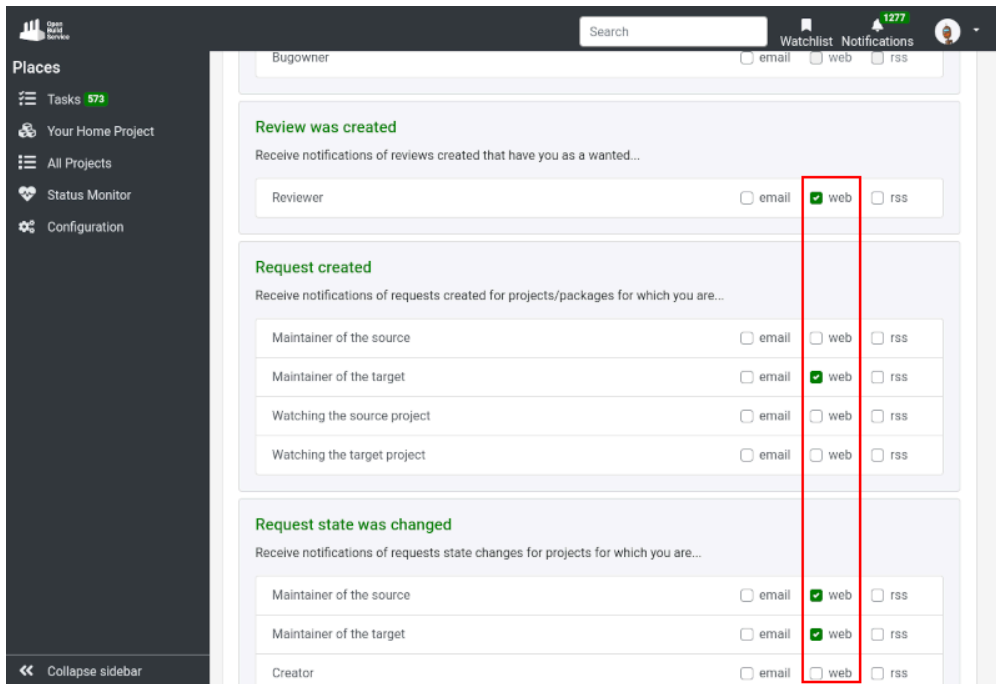 Open
Build
Service
Search
1277
Watchlist Notifications
Places
Tasks 573
Your Home Project
All Projects
Status Monitor
Configuration
Collapse sidebar
Bugowner email web rss
Review was created
Receive notifications of reviews created that have you as a wanted...
Reviewer email web rss
Request created
Receive notifications of requests created for projects/packages for which you are...
Maintainer of the source email web rss
Maintainer of the target email web rss
Watching the source project email web rss
Watching the target project email web rss
Request state was changed
Receive notifications of requests state changes for projects for which you are...
Maintainer of the source email web rss
Maintainer of the target email web rss
Creator email web rss